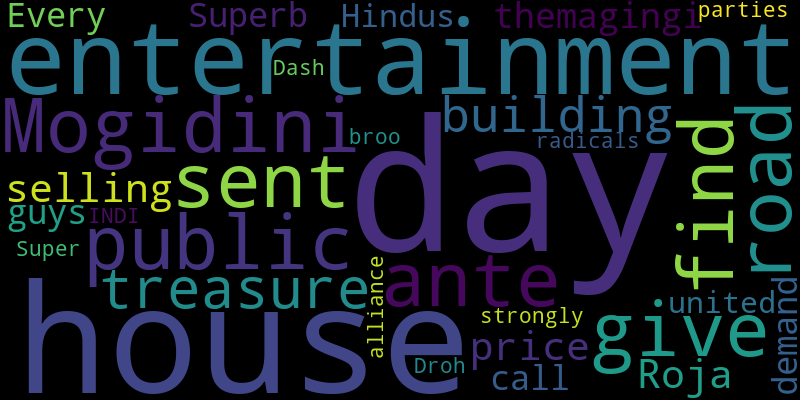 Every
Superb
Hindus
themagingi
parties
entertainment
Dash
Mogidini
building
broo
radicals
day
find
road
selling
sent
guys
INDI
public
Super
treasure
ante
alliance
house
strongly
give
united
demand
price
call
Droh
Roja